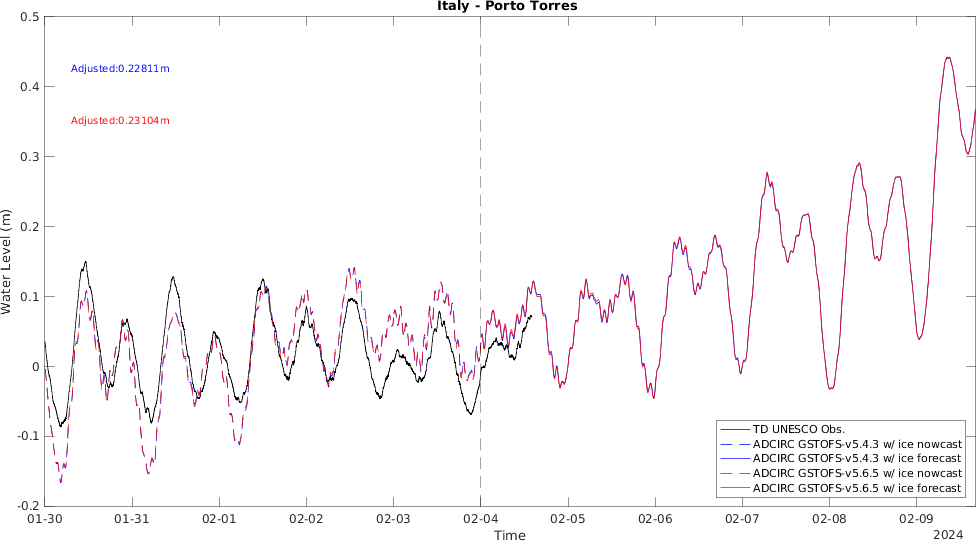 Italy - Porto Torres
0.5
0.4
0.3
0.2
0.1
0
-0.1
-0.2
Water Level (m)
Adjusted:0.22811m
Adjusted:0.23104m
TD UNESCO Obs.
ADCIRC GSTOFS-v5.4.3 w/ ice nowcast
ADCIRC GSTOFS-v5.4.3 w/ ice forecast
ADCIRC GSTOFS-v5.6.5 w/ ice nowcast
ADCIRC GSTOFS-v5.6.5 w/ ice forecast
01-30 01-31 02-01 02-02 02-03 02-04 02-05 02-06 02-07 02-08 02-09
Time
2024